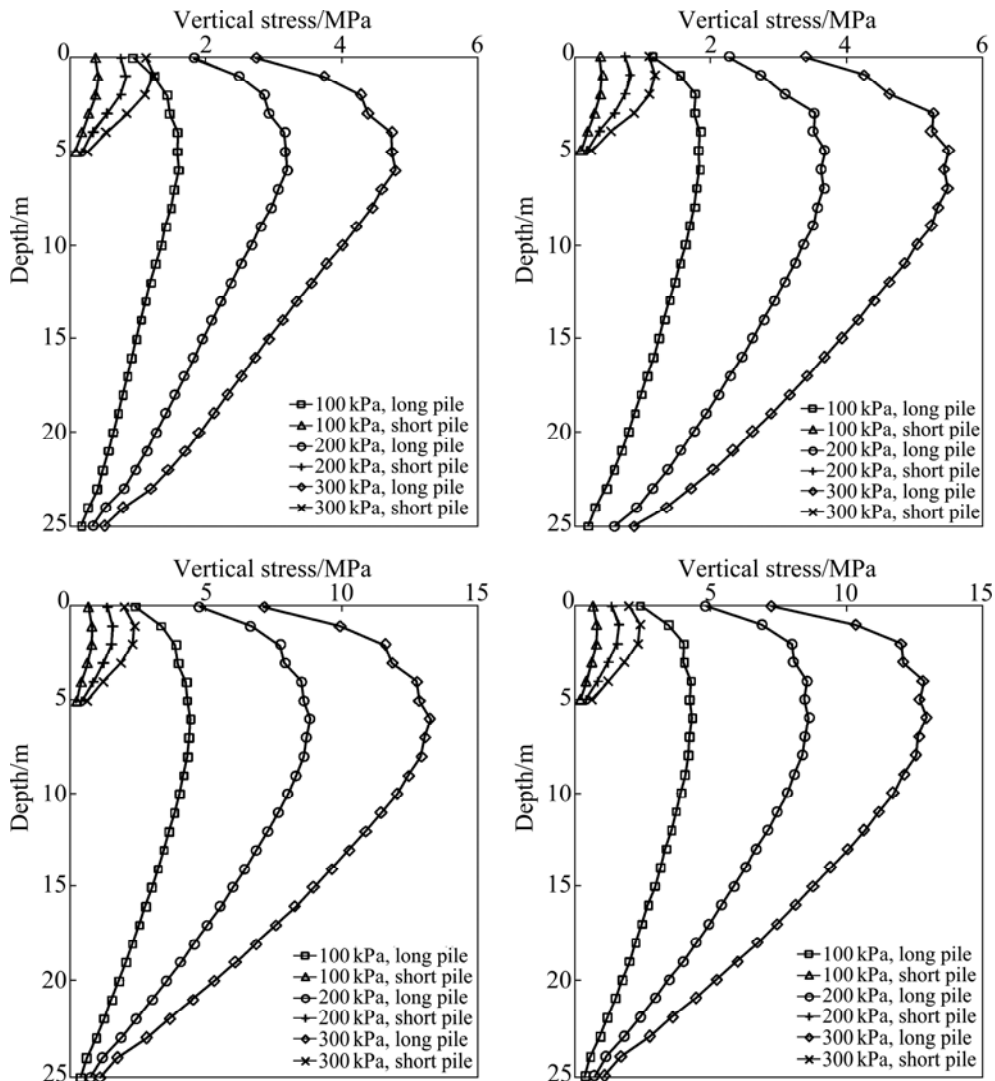 Vertical stress/MPa
0 2 4 6
0
5
10
15
20
25
Depth/m
100 kPa, long pile
100 kPa, short pile
200 kPa, long pile
200 kPa, short pile
300 kPa, long pile
300 kPa, short pile
Vertical stress/MPa
0 2 4 6
5
10
15
20
25
Depth/m
100 kPa, long pile
100 kPa, short pile
200 kPa, long pile
200 kPa, short pile
300 kPa, long pile
300 kPa, short pile
Vertical stress/MPa
0 5 10 15
5
10
15
20
25
Depth/m
100 kPa, long pile
100 kPa, short pile
200 kPa, long pile
200 kPa, short pile
300 kPa, long pile
300 kPa, short pile
Vertical stress/MPa
0 5 10 15
5
10
15
20
25
Depth/m
100 kPa, long pile
100 kPa, short pile
200 kPa, long pile
200 kPa, short pile
300 kPa, long pile
300 kPa, short pile